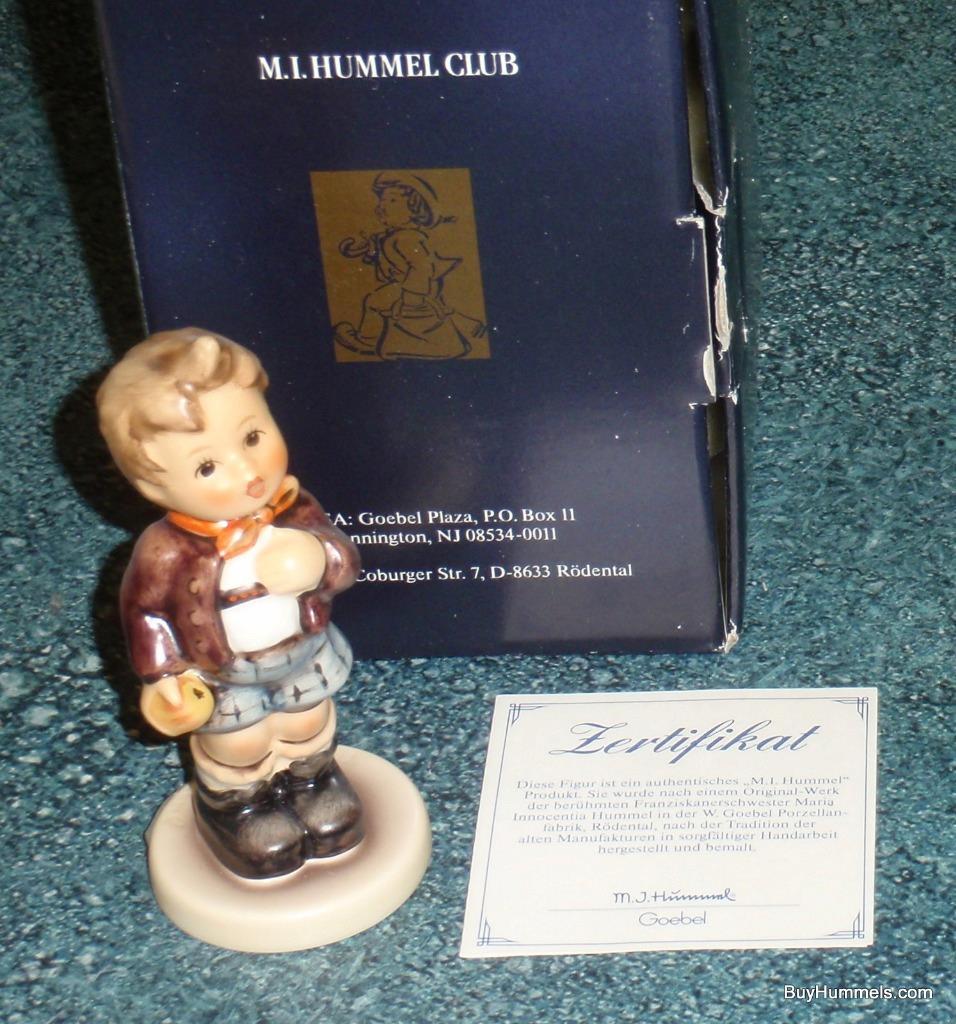 M.I. HUMMEL CLUB
A: Goebel Plaza, P.O. Box 11
nnington, NJ 08534-0011
Coburger Str. 7, D-8633 Rödental
Zertifikat
Diese Figur ist ein authentisches „M.I. Hummel“
Produkt. Sie wurde nach einem Original-Werk
der berühmten Franziskanerschwester Maria
Innocentia Hummel in der W. Goebel Porzellan-
fabrik, Rödental, nach der Tradition der
alten Manufakturen in sorgfältiger Handarbeit
hergestellt und bemalt.
M.J. Hummel
Goebel
BuyHummels.com